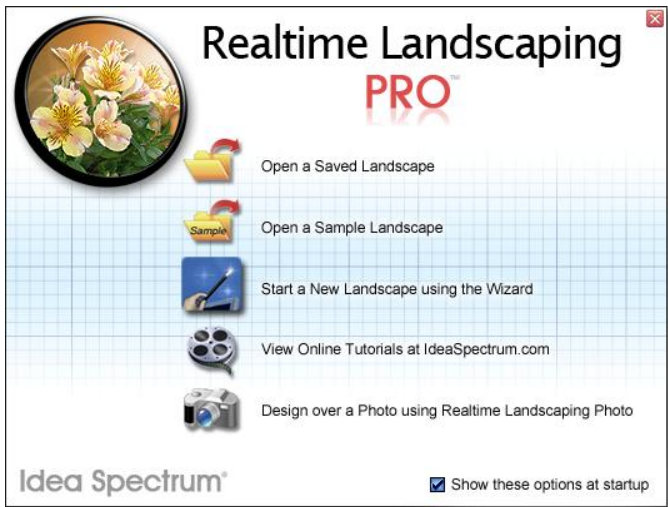 Realtime Landscaping
PRO™
Open a Saved Landscape
Sample
Open a Sample Landscape
Start a New Landscape using the Wizard
View Online Tutorials at IdeaSpectrum.com
Design over a Photo using Realtime Landscaping Photo
Idea Spectrum®
Show these options at startup